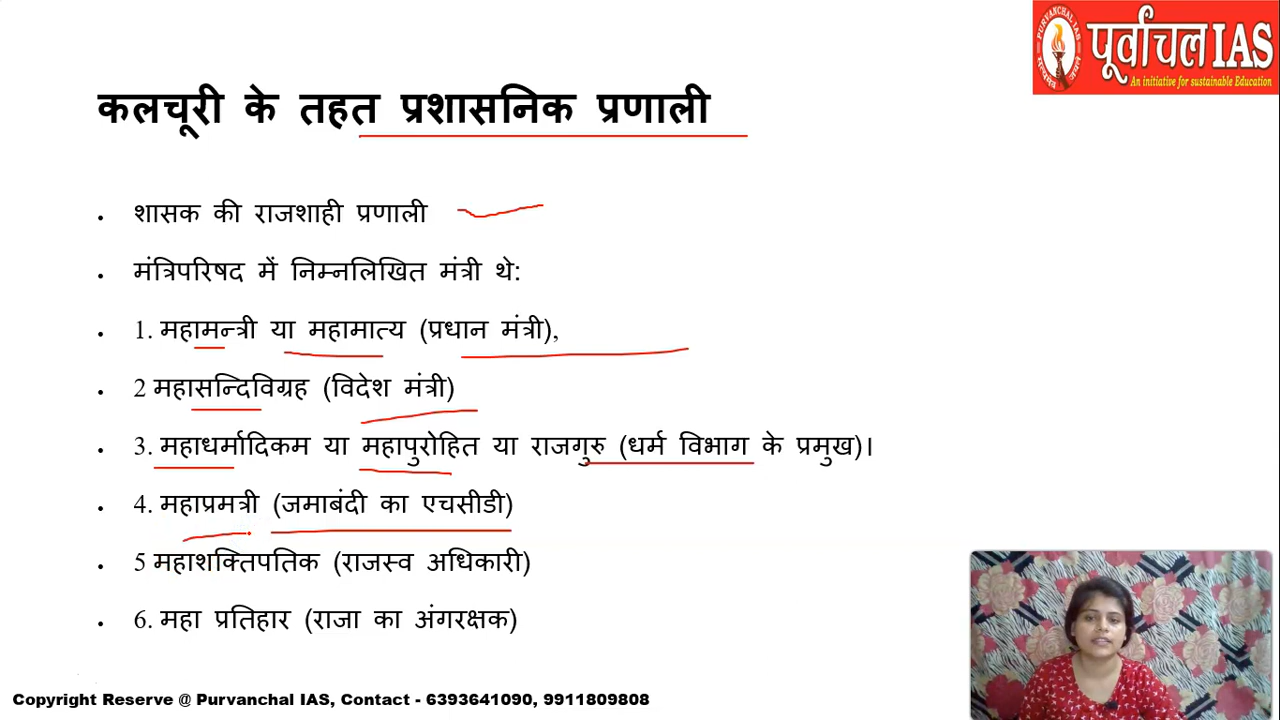 पूर्वांचल IAS
An initiative for sustainable Education
PURVANCHAL IAS
कलचूरी के तहत प्रशासनिक प्रणाली
• शासक की राजशाही प्रणाली
• मंत्रिपरिषद में निम्नलिखित मंत्री थे:
• 1. महामन्त्री या महामात्य (प्रधान मंत्री),
• 2 महासन्दिविग्रह (विदेश मंत्री)
• 3. महाधर्मादिकम या महापुरोहित या राजगुरु (धर्म विभाग के प्रमुख)।
• 4. महाप्रमत्री (जमाबंदी का एचसीडी)
• 5 महाशक्तिपतिक (राजस्व अधिकारी)
• 6. महा प्रतिहार (राजा का अंगरक्षक)
Copyright Reserve @ Purvanchal IAS, Contact - 6393641090, 9911809808